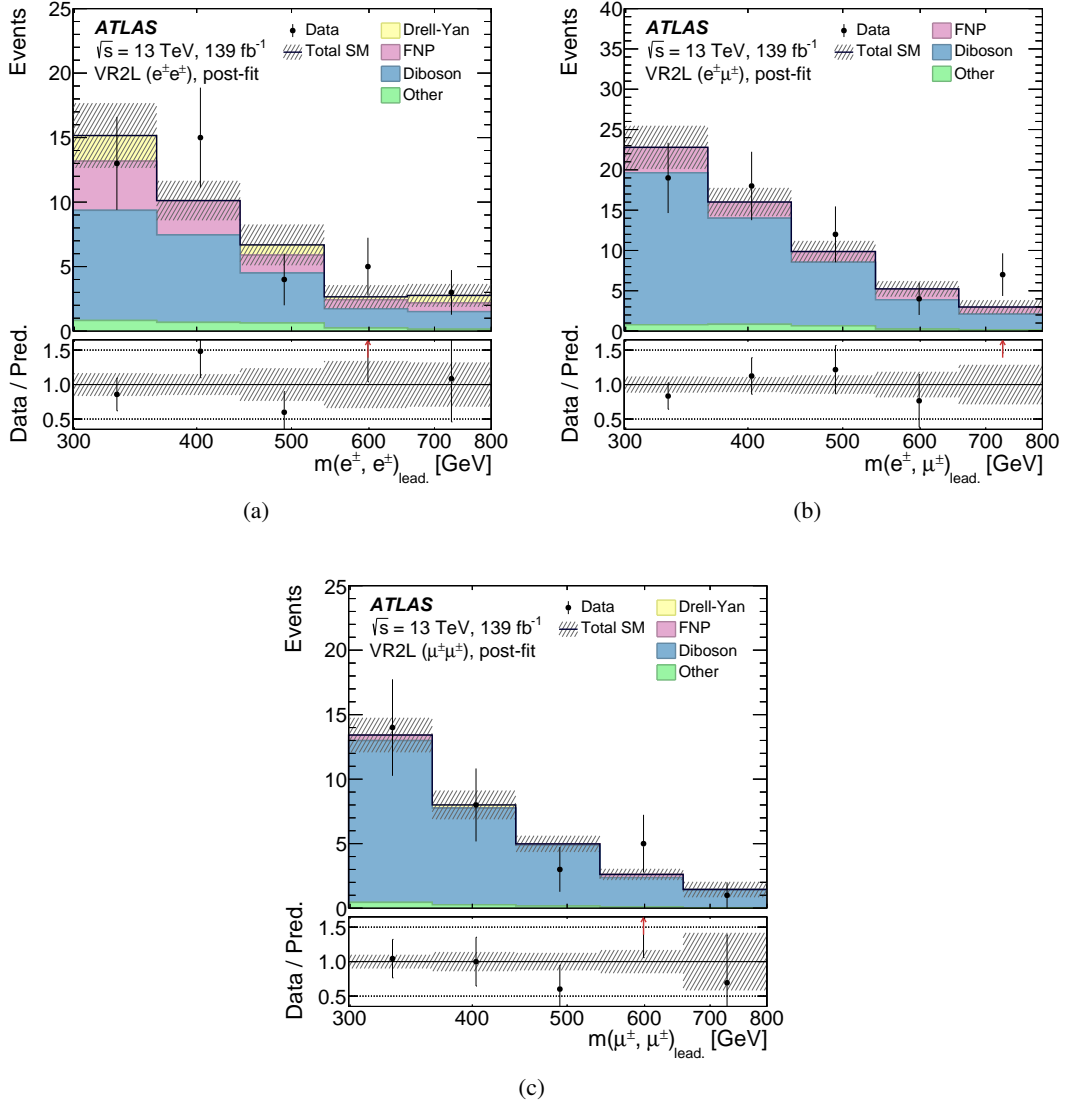 Events
25
20
15
10
5
0
ATLAS
√s = 13 TeV, 139 fb⁻¹
VR2L (e±e±), post-fit
Data
Total SM
Drell-Yan
FNP
Diboson
Other
Data / Pred.
1.5
1.0
0.5
300 400 500 600 700 800
m(e±, e±)lead. [GeV]
(a)
Events
40
35
30
25
20
15
10
5
0
ATLAS
√s = 13 TeV, 139 fb⁻¹
VR2L (e±μ±), post-fit
Data
Total SM
FNP
Diboson
Other
Data / Pred.
1.5
1.0
0.5
300 400 500 600 700 800
m(e±, μ±)lead. [GeV]
(b)
Events
25
20
15
10
5
0
ATLAS
√s = 13 TeV, 139 fb⁻¹
VR2L (μ±μ±), post-fit
Data
Total SM
Drell-Yan
FNP
Diboson
Other
Data / Pred.
1.5
1.0
0.5
300 400 500 600 700 800
m(μ±, μ±)lead. [GeV]
(c)